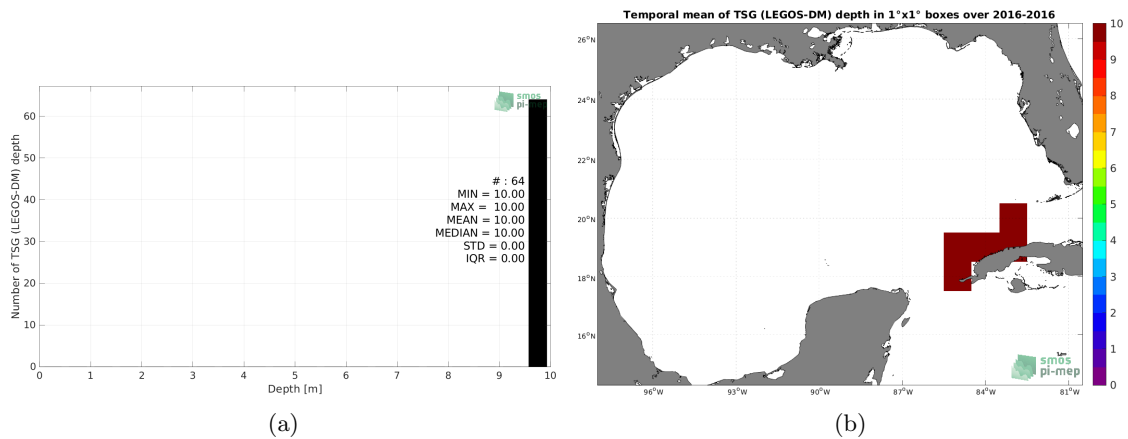 Number of TSG (LEGOS-DM) depth
60
50
40
30
20
10
0
smos
pi-mep
# : 64
MIN = 10.00
MAX = 10.00
MEAN = 10.00
MEDIAN = 10.00
STD = 0.00
IQR = 0.00
0 1 2 3 4 5 6 7 8 9 10
Depth [m]
(a)
Temporal mean of TSG (LEGOS-DM) depth in 1°x1° boxes over 2016-2016
26°N
24°N
22°N
20°N
18°N
16°N
96°W 93°W 90°W 87°W 84°W 81°W
smos
pi-mep
10
9
8
7
6
5
4
3
2
1
0
(b)